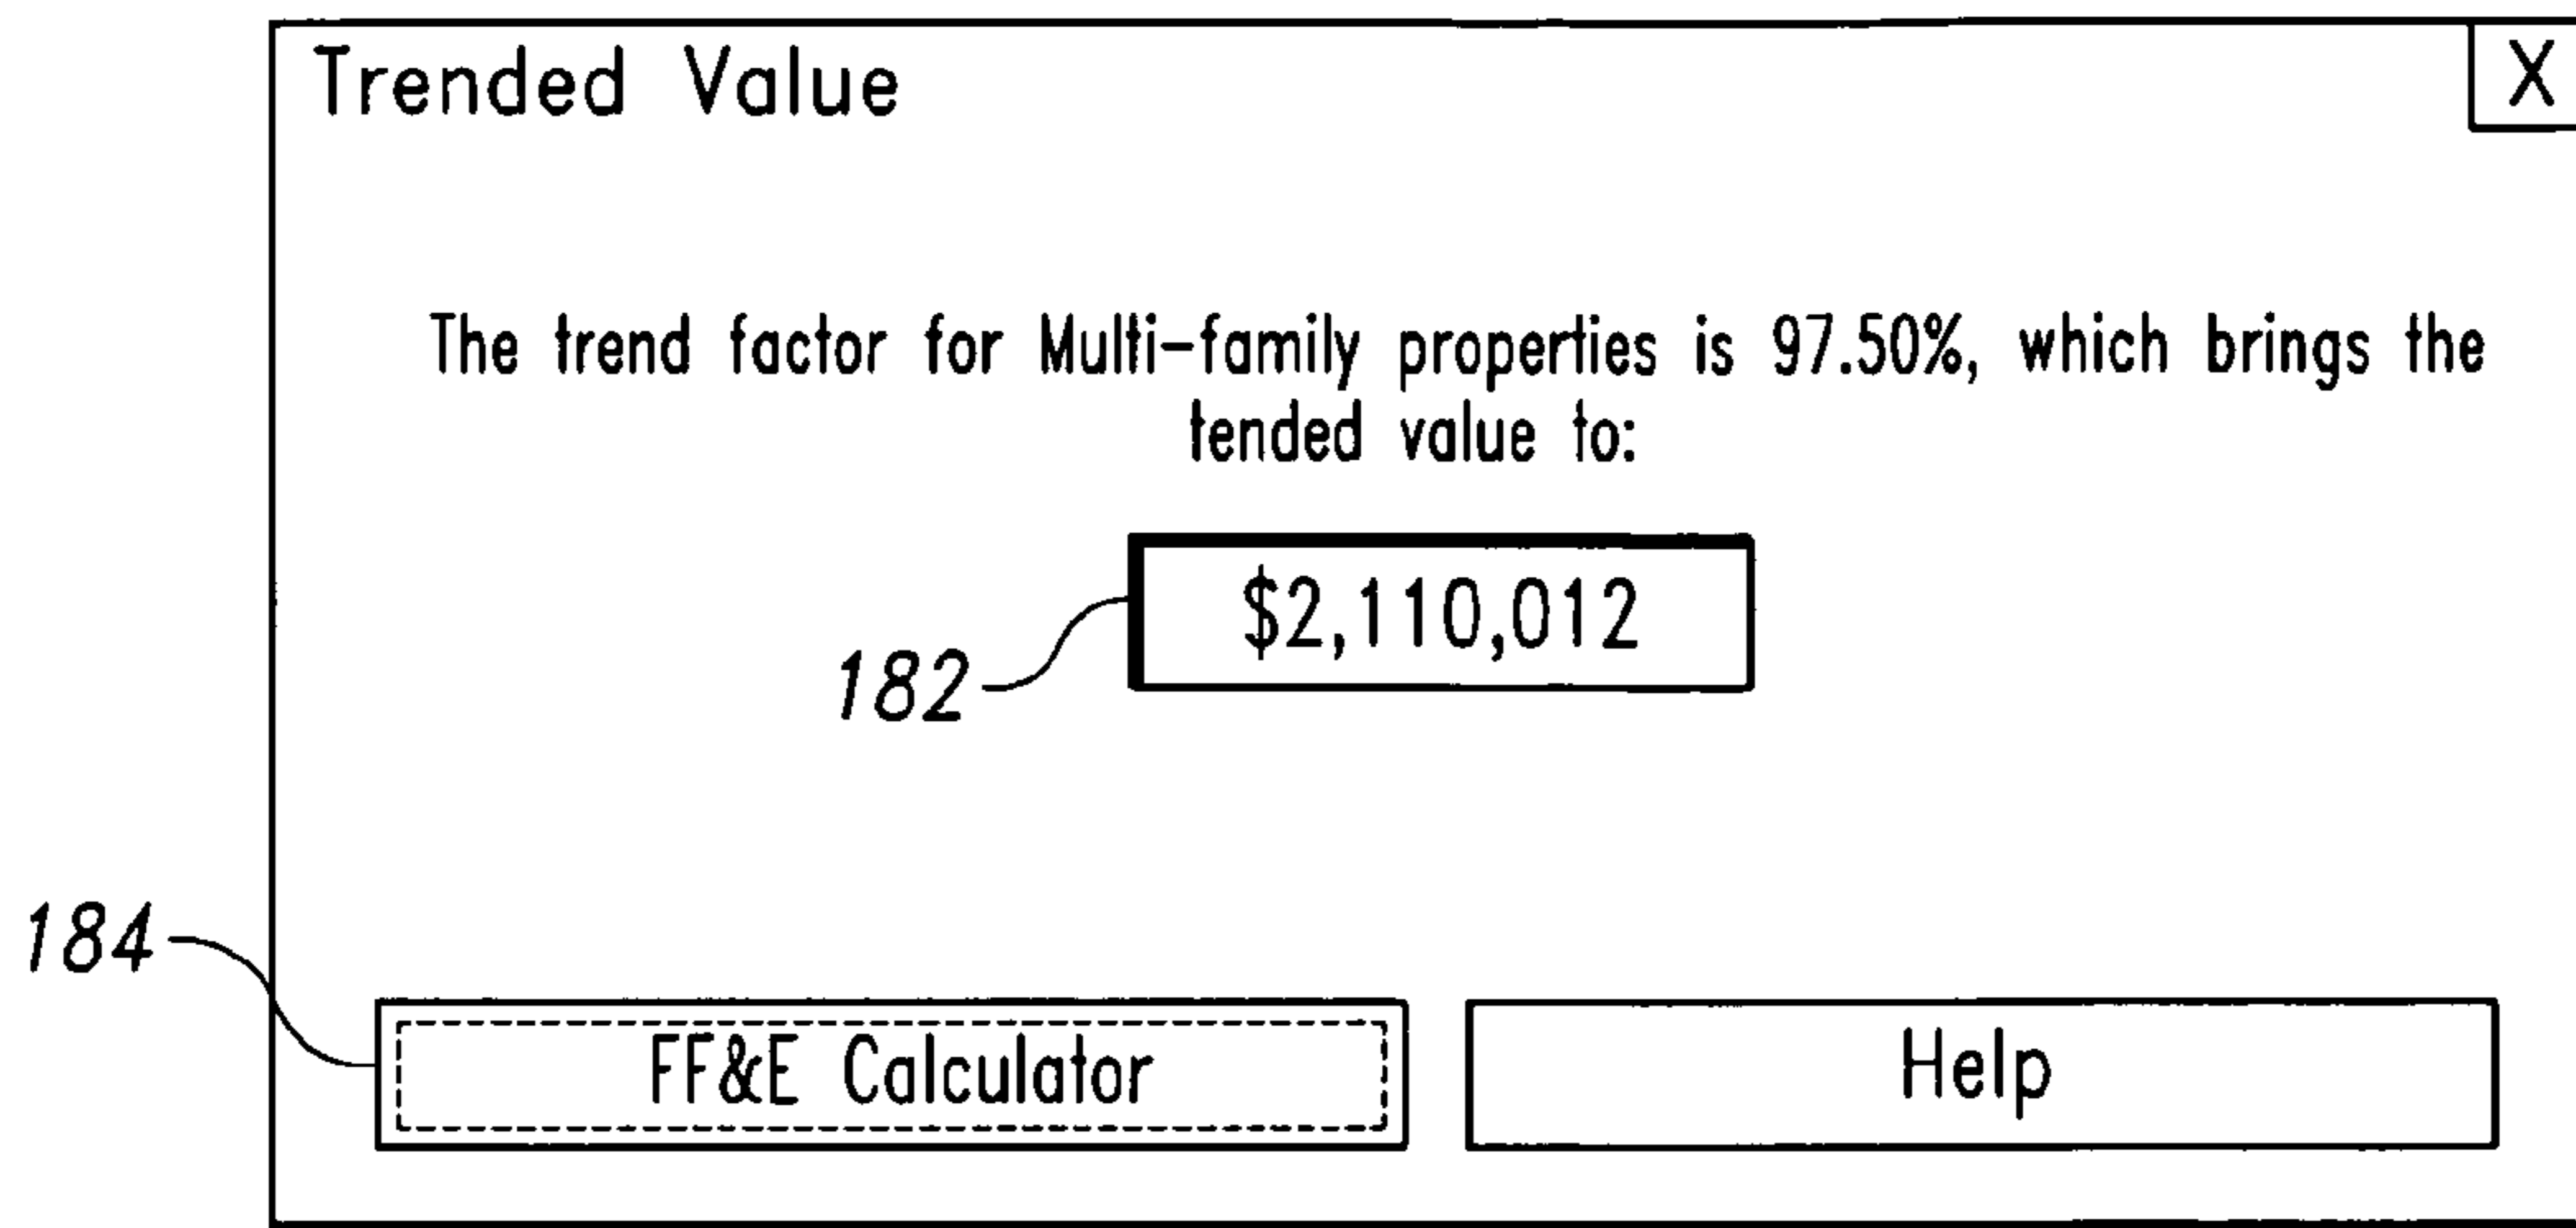 Trended Value
X
The trend factor for Multi-family properties is 97.50%, which brings the
tended value to:
$2,110,012
182
184
FF&E Calculator
Help